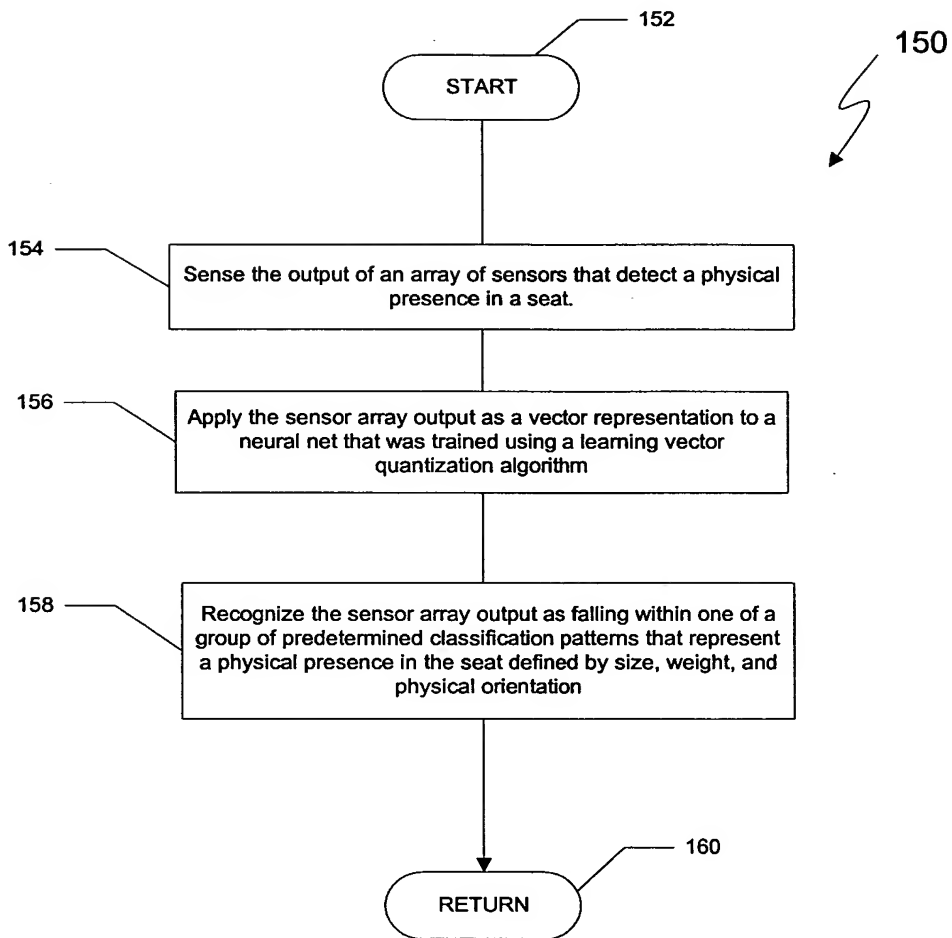 152
150
START
154
Sense the output of an array of sensors that detect a physical
presence in a seat.
156
Apply the sensor array output as a vector representation to
a neural net that was trained using a learning vector
quantization algorithm
158
Recognize the sensor array output as falling within one of a
group of predetermined classification patterns that represent
a physical presence in the seat defined by size, weight, and
physical orientation
160
RETURN